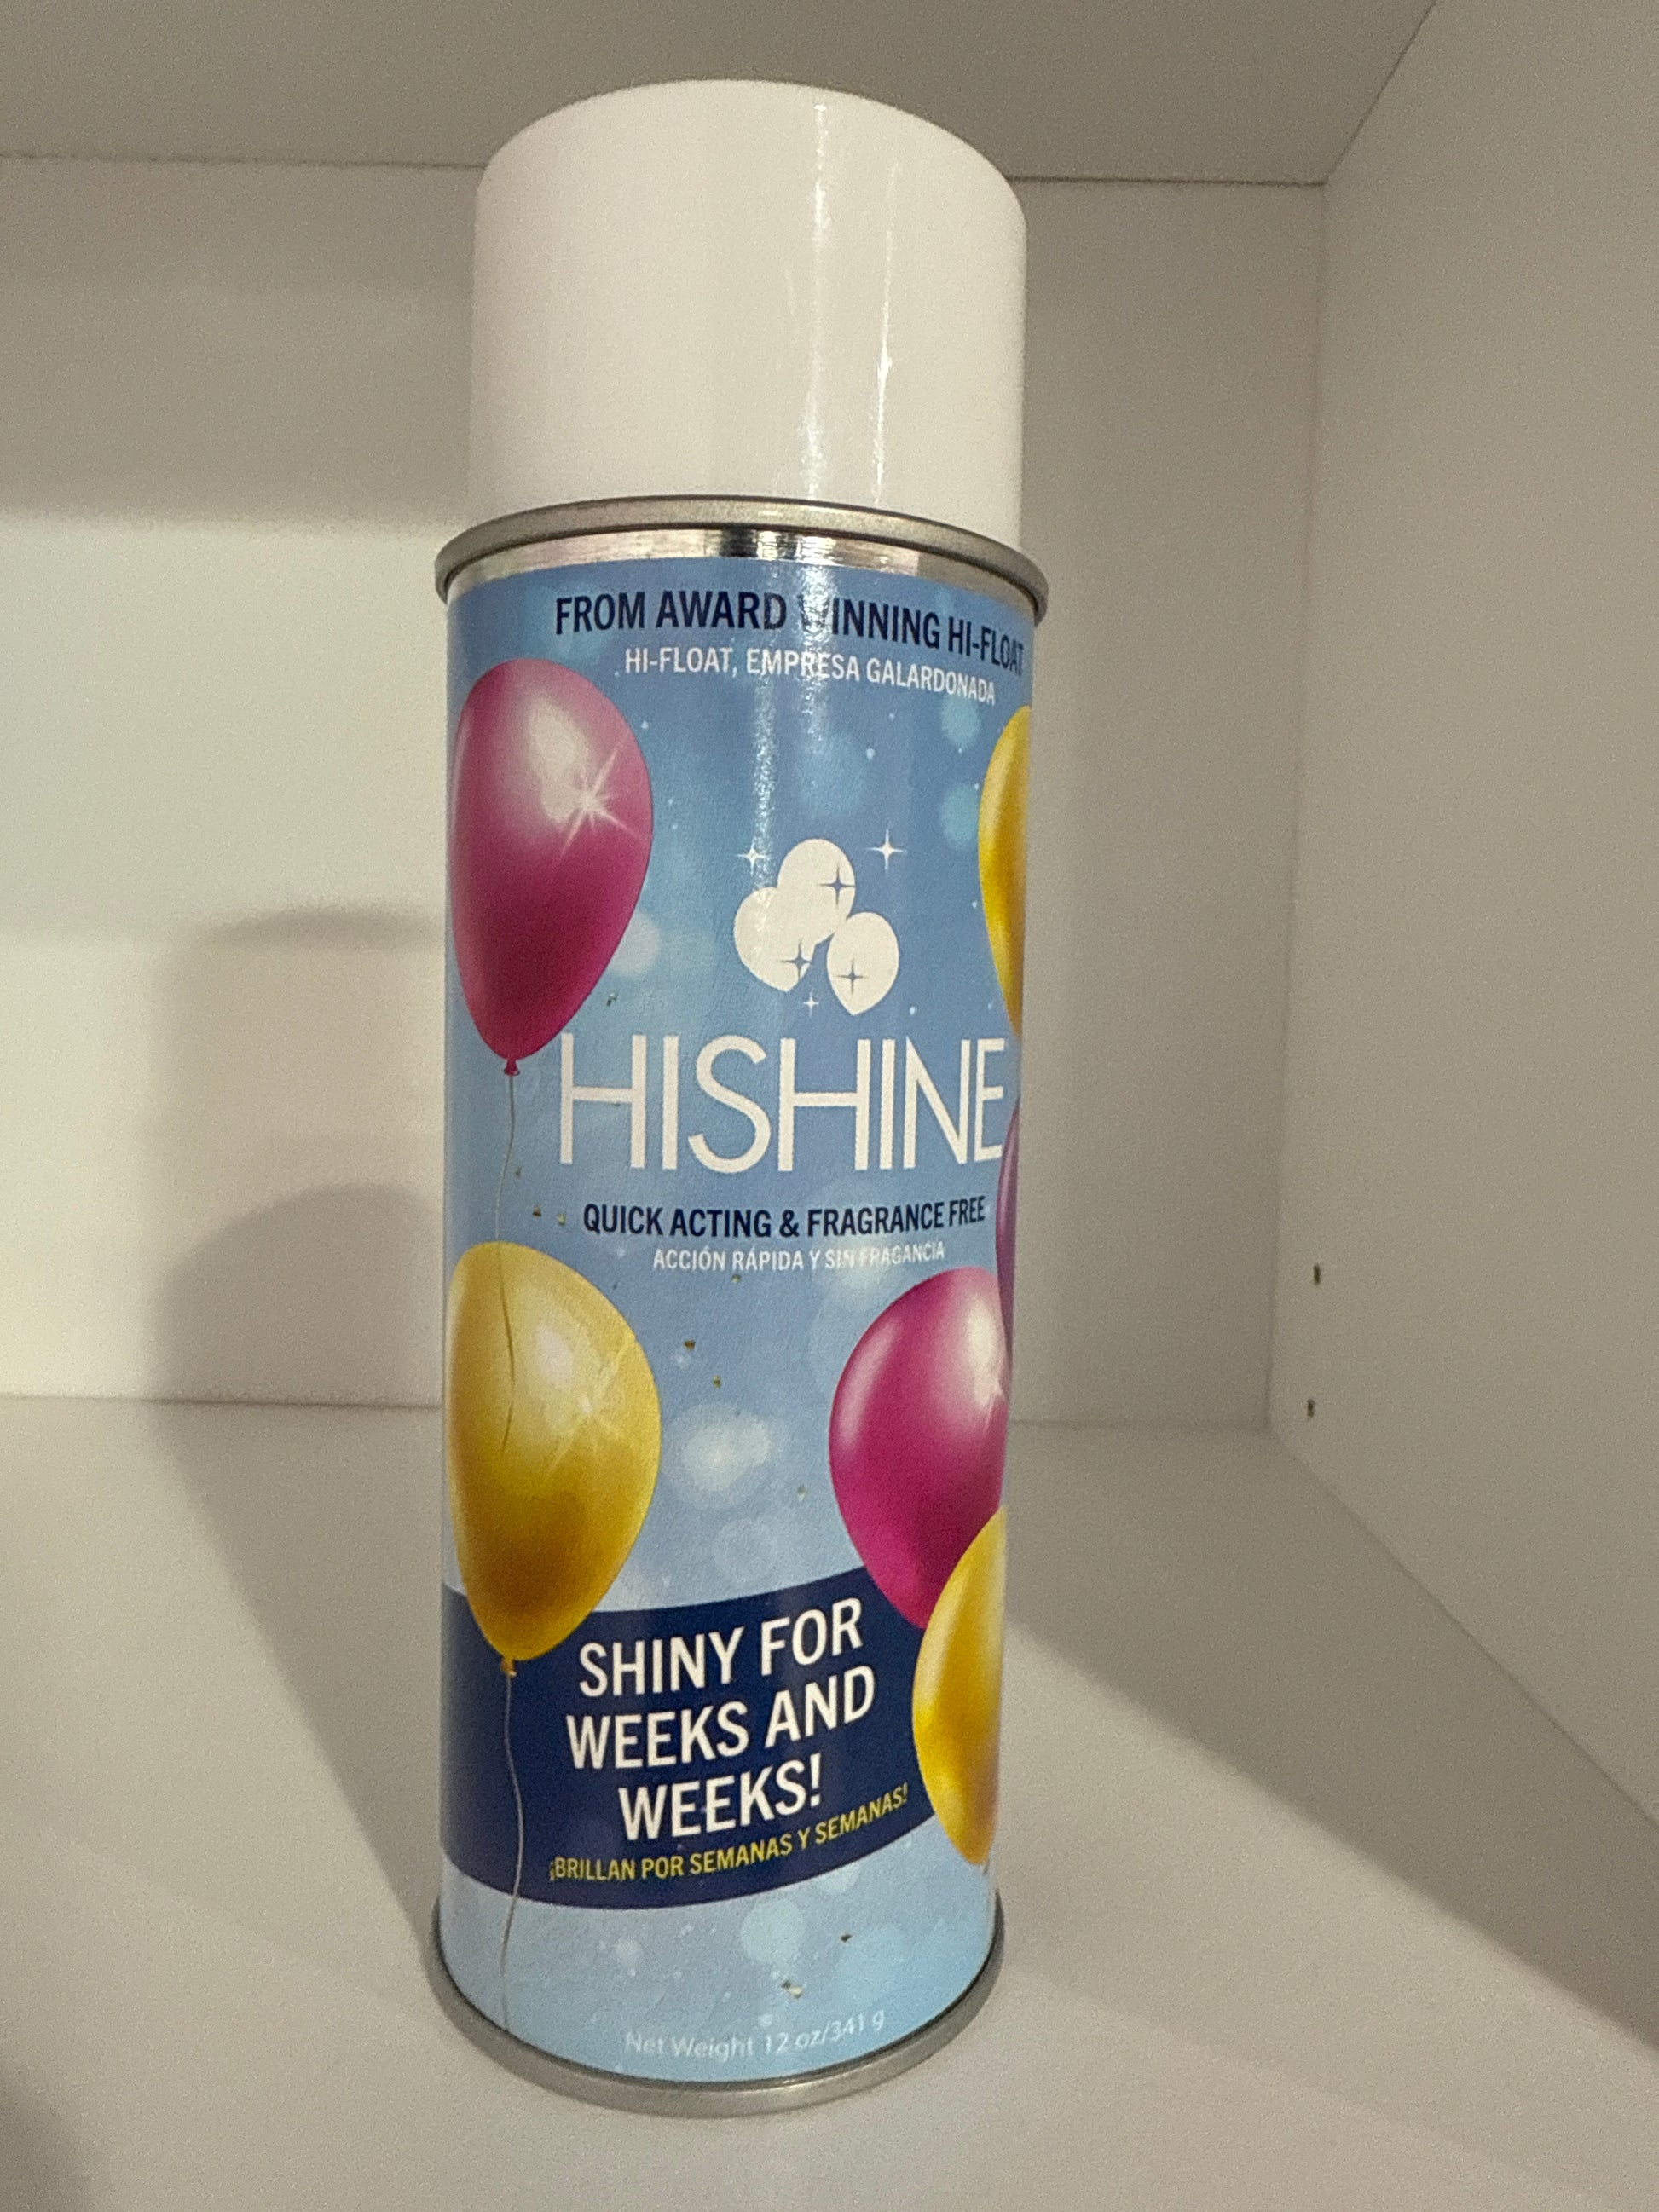 FROM AWARD WINNING HI-FLOAT
HI-FLOAT, EMPRESA GALARDONADA
HISHINE
QUICK ACTING & FRAGRANCE FREE
ACCIÓN RÁPIDA Y SIN FRAGANCIA
SHINY FOR
WEEKS AND
WEEKS!
¡BRILLAN POR SEMANAS Y SEMANAS!
Net Weight 12 oz/341 g